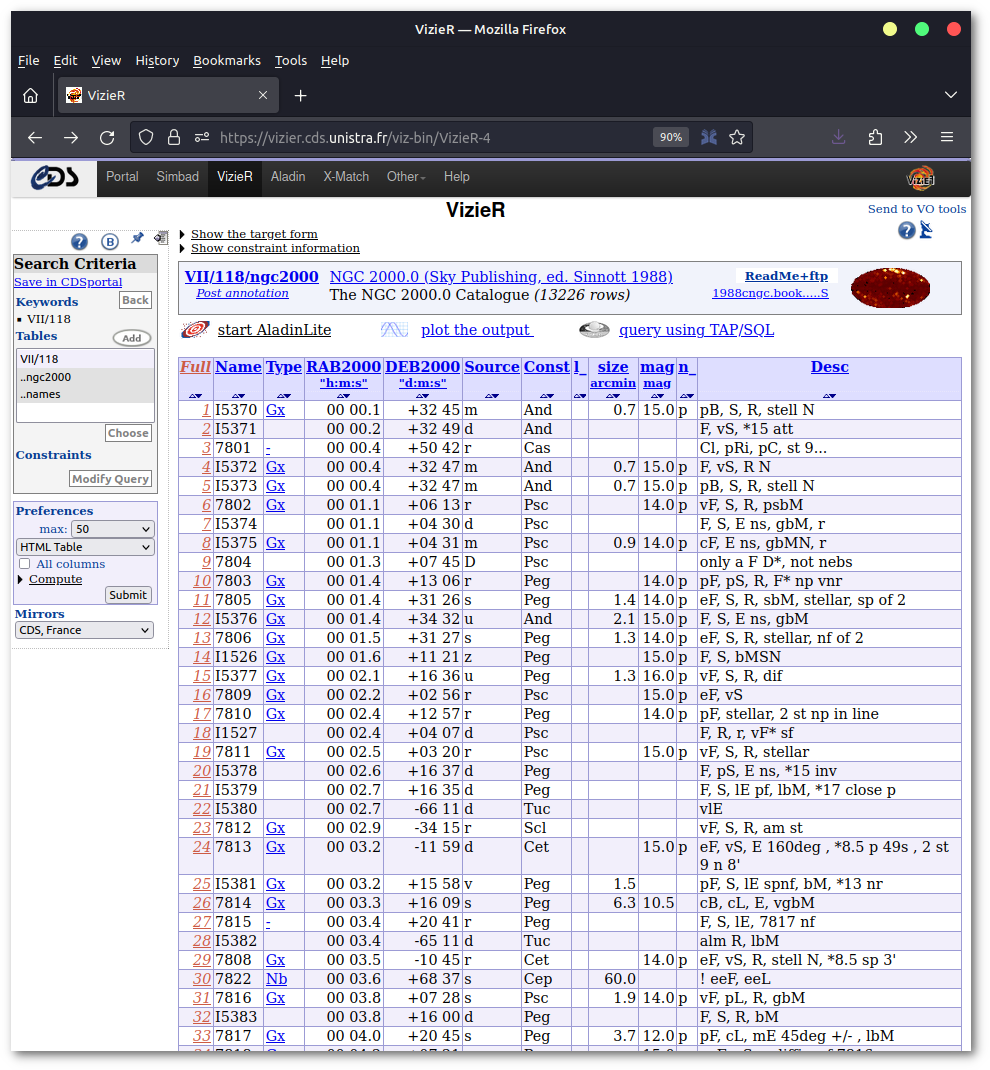 VizieR — Mozilla Firefox
File Edit View History Bookmarks Tools Help
VizieR
https://vizier.cds.unistra.fr/viz-bin/VizieR-4 90%
CDS Portal Simbad VizieR Aladin X-Match Other Help VizieR
VizieR
Send to VO tools
Show the target form
Show constraint information
? B
Search Criteria
Save in CDSportal
Keywords Back
VII/118
Tables Add
VII/118
..ngc2000
..names
Choose
Constraints
Modify Query
Preferences
max: 50
HTML Table
All columns
Compute
Submit
Mirrors
CDS, France
VII/118/ngc2000 NGC 2000.0 (Sky Publishing, ed. Sinnott 1988) ReadMe+ftp
Post annotation The NGC 2000.0 Catalogue (13226 rows) 1988cngc.book.....S
start AladinLite plot the output query using TAP/SQL
Full Name Type RAB2000 DEB2000 Source Const l_ size mag n_ Desc
"h:m:s" "d:m:s" arcmin mag
1 I5370 Gx 00 00.1 +32 45 m And 0.7 15.0 p pB, S, R, stell N
2 I5371 00 00.2 +32 49 d And F, vS, *15 att
3 7801 - 00 00.4 +50 42 r Cas Cl, pRi, pC, st 9...
4 I5372 Gx 00 00.4 +32 47 m And 0.7 15.0 p F, vS, R N
5 I5373 Gx 00 00.4 +32 47 m And 0.7 15.0 p pB, S, R, stell N
6 7802 Gx 00 01.1 +06 13 r Psc 14.0 p vF, S, R, psbM
7 I5374 00 01.1 +04 30 d Psc F, S, E ns, gbM, r
8 I5375 Gx 00 01.1 +04 31 m Psc 0.9 14.0 p cF, E ns, gbMN, r
9 7804 00 01.3 +07 45 D Psc only a F D*, not nebs
10 7803 Gx 00 01.4 +13 06 r Peg 14.0 p pF, pS, R, F* np vnr
11 7805 Gx 00 01.4 +31 26 s Peg 1.4 14.0 p eF, S, R, sbM, stellar, sp of 2
12 I5376 Gx 00 01.4 +34 32 u And 2.1 15.0 p F, S, E ns, gbM
13 7806 Gx 00 01.5 +31 27 s Peg 1.3 14.0 p eF, S, R, stellar, nf of 2
14 I1526 Gx 00 01.6 +11 21 z Peg 15.0 p F, S, bMSN
15 I5377 Gx 00 02.1 +16 36 u Peg 1.3 16.0 p vF, S, R, dif
16 7809 Gx 00 02.2 +02 56 r Psc 15.0 p eF, vS
17 7810 Gx 00 02.4 +12 57 r Peg 14.0 p pF, stellar, 2 st np in line
18 I1527 00 02.4 +04 07 d Psc F, R, r, vF* sf
19 7811 Gx 00 02.5 +03 20 r Psc 15.0 p vF, S, R, stellar
20 I5378 00 02.6 +16 37 d Peg F, pS, E ns, *15 inv
21 I5379 00 02.7 +16 35 d Peg F, S, lE pf, lbM, *17 close p
22 I5380 00 02.7 -66 11 d Tuc vlE
23 7812 Gx 00 02.9 -34 15 r Scl vF, S, R, am st
24 7813 Gx 00 03.2 -11 59 d Cet 15.0 p eF, vS, E 160deg , *8.5 p 49s , 2 st
9 n 8'
25 I5381 Gx 00 03.2 +15 58 v Peg 1.5 pF, S, lE spnf, bM, *13 nr
26 7814 Gx 00 03.3 +16 09 s Peg 6.3 10.5 cB, cL, E, vgbM
27 7815 - 00 03.4 +20 41 r Peg F, S, lE, 7817 nf
28 I5382 00 03.4 -65 11 d Tuc alm R, lbM
29 7808 Gx 00 03.5 -10 45 r Cet 14.0 p eF, vS, R, stell N, *8.5 sp 3'
30 7822 Nb 00 03.6 +68 37 s Cep 60.0 ! eeF, eeL
31 7816 Gx 00 03.8 +07 28 s Psc 1.9 14.0 p vF, pL, R, gbM
32 I5383 00 03.8 +16 00 d Peg F, S, R, bM
33 7817 Gx 00 04.0 +20 45 s Peg 3.7 12.0 p pF, cL, mE 45deg +/- , lbM